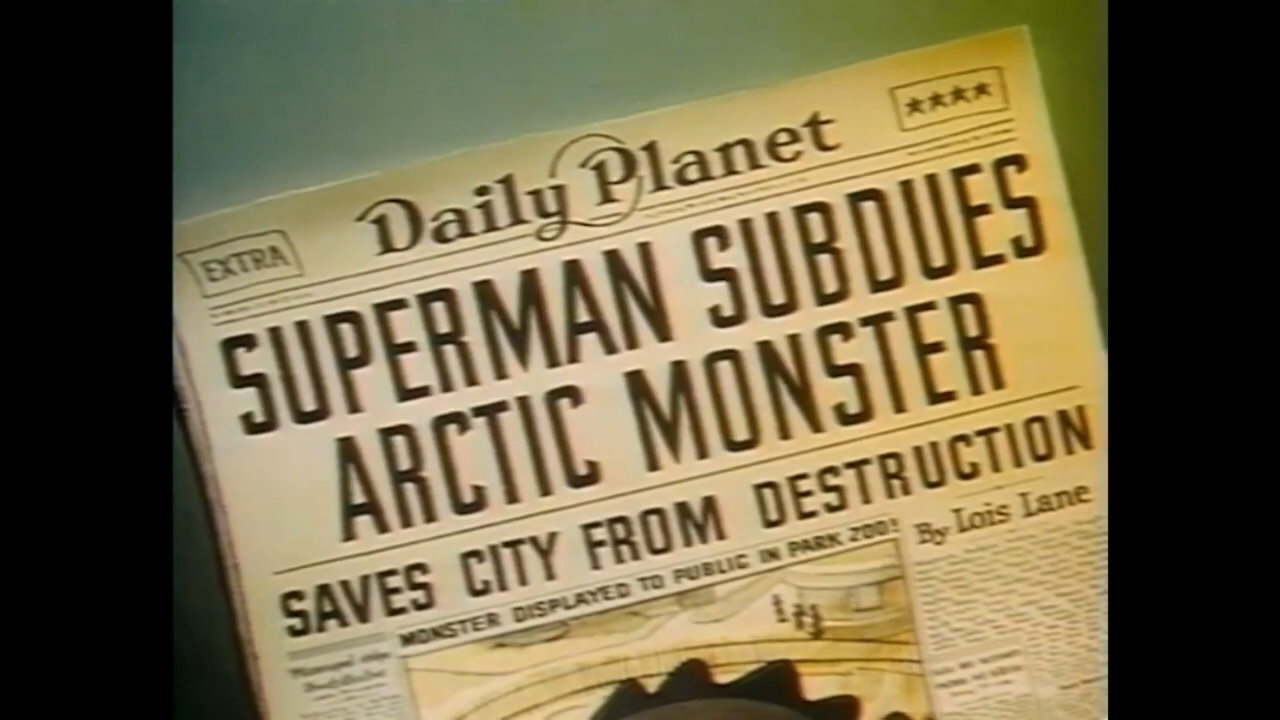 Daily Planet
★★★★
EXTRA
SUPERMAN SUBDUES
ARCTIC MONSTER
SAVES CITY FROM DESTRUCTION
MONSTER DISPLAYED TO PUBLIC IN PARK ZOO!
By Lois Lane